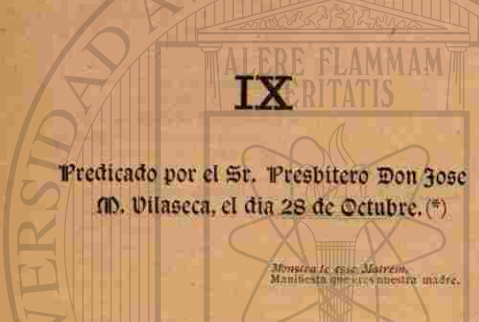 ALERE FLAMMAM
VERITATIS
IX
Predicado por el Sr. Presbitero Don Jose
M. Vilaseca, el dia 28 de Octubre. (*)
Monstra te esse Matrem.
Manifiesta que eres nuestra madre.